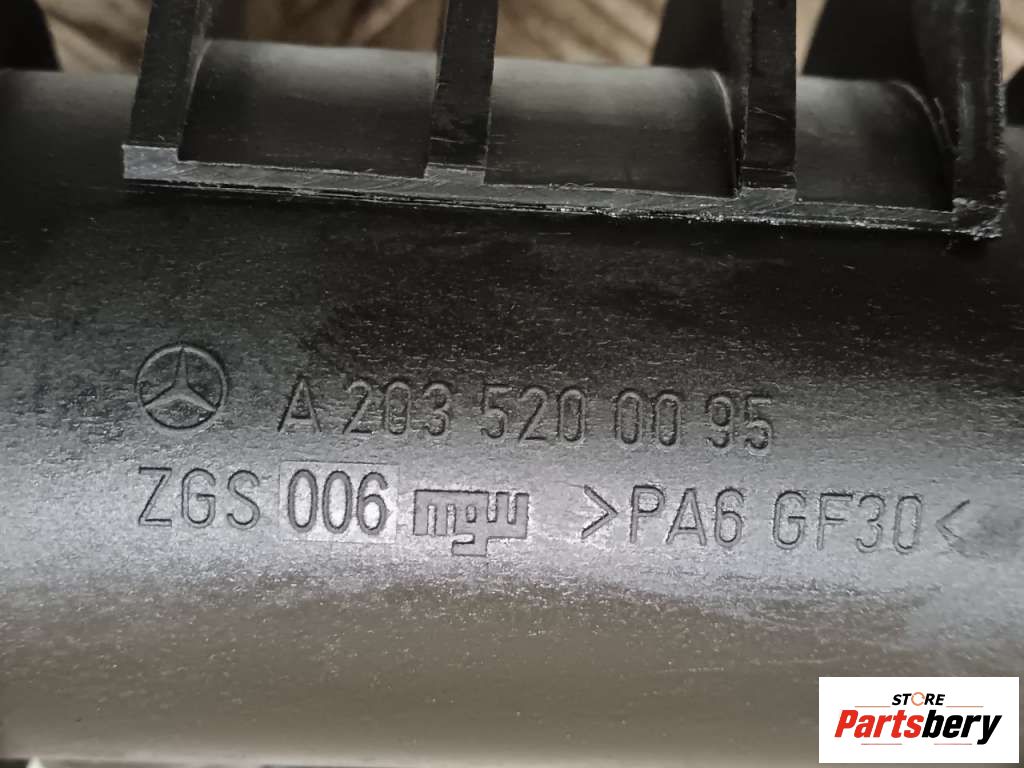 A 203 520 00 95
ZGS 006 >PA6 GF30<
STORE
Partsbery